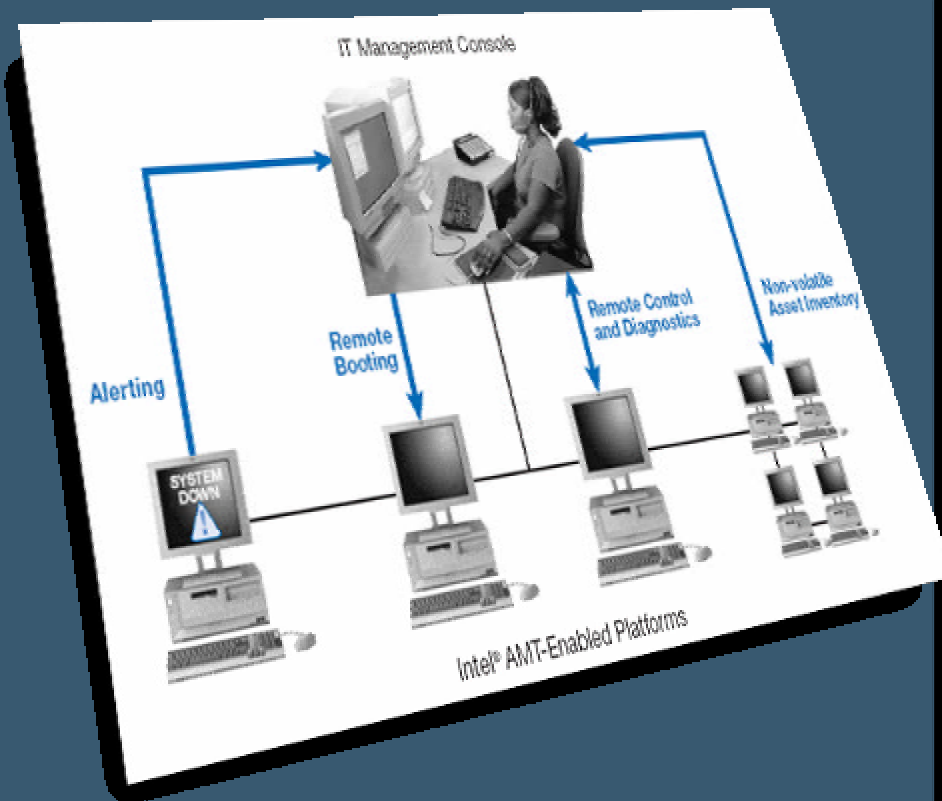 IT Management Console
Alerting
Remote
Booting
Remote Control
and Diagnostics
Non-volatile
Asset Inventory
SYSTEM
DOWN
Intel® AMT-Enabled Platforms